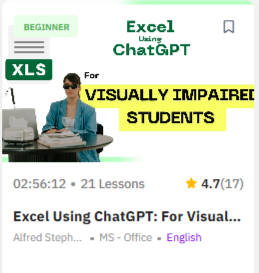 BEGINNER
Excel
Using
ChatGPT
XLS
For
VISUALLY IMPAIRED
STUDENTS
02:56:12 • 21 Lessons
4.7(17)
Excel Using ChatGPT: For Visual...
Alfred Steph... • MS - Office • English